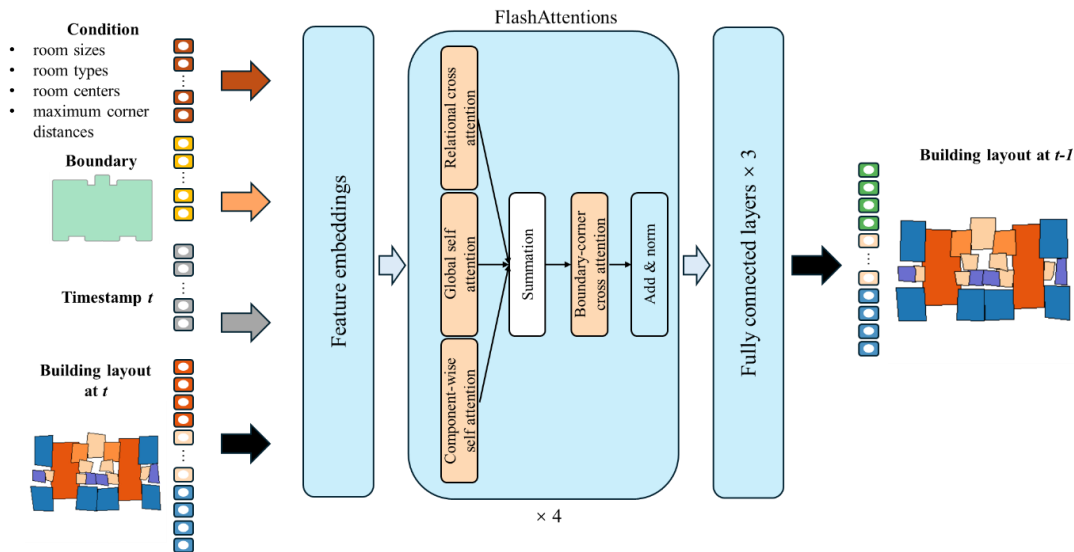 Condition
• room sizes
• room types
• room centers
• maximum corner
distances
Boundary
Timestamp t
Building layout
at t
Feature embeddings
FlashAttentions
Relational cross
attention
Global self
attention
Component-wise
self attention
Summation
Boundary-corner
cross attention
Add & norm
× 4
Fully connected layers × 3
Building layout at t-1